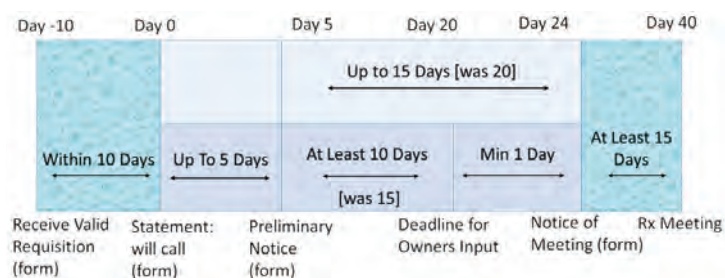 Day -10 Day 0 Day 5 Day 20 Day 24 Day 40
Up to 15 Days [was 20]
Within 10 Days Up To 5 Days At Least 10 Days Min 1 Day At Least 15
Days
[was 15]
Receive Valid
Requisition
(form)
Statement:
will call
(form)
Preliminary
Notice
(form)
Deadline for
Owners Input
Notice of
Meeting (form)
Rx Meeting